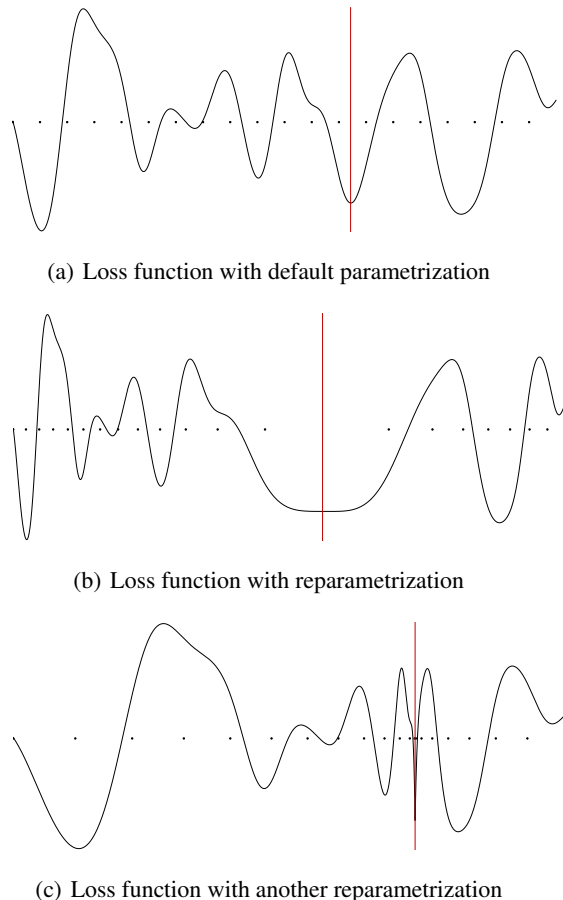 (a) Loss function with default parametrization
(b) Loss function with reparametrization
(c) Loss function with another reparametrization